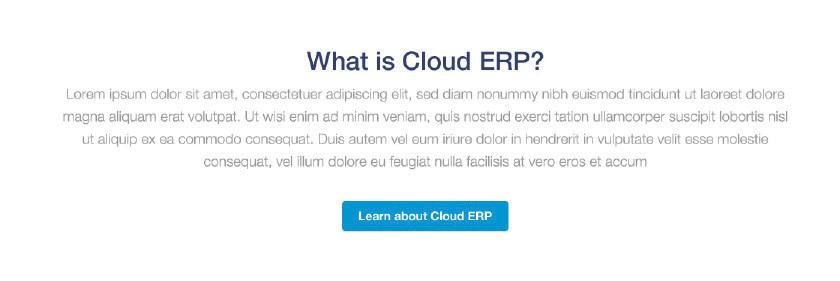 What is Cloud ERP?
Lorem ipsum dolor sit amet, consectetuer adipiscing elit, sed diam nonummy nibh euismod tincidunt ut laoreet dolore
magna aliquam erat volutpat. Ut wisi enim ad minim veniam, quis nostrud exerci tation ullamcorper suscipit lobortis nisl
ut aliquip ex ea commodo consequat. Duis autem vel eum iriure dolor in hendrerit in vulputate velit esse molestie
consequat, vel illum dolore eu feugiat nulla facilisis at vero eros et accum
Learn about Cloud ERP